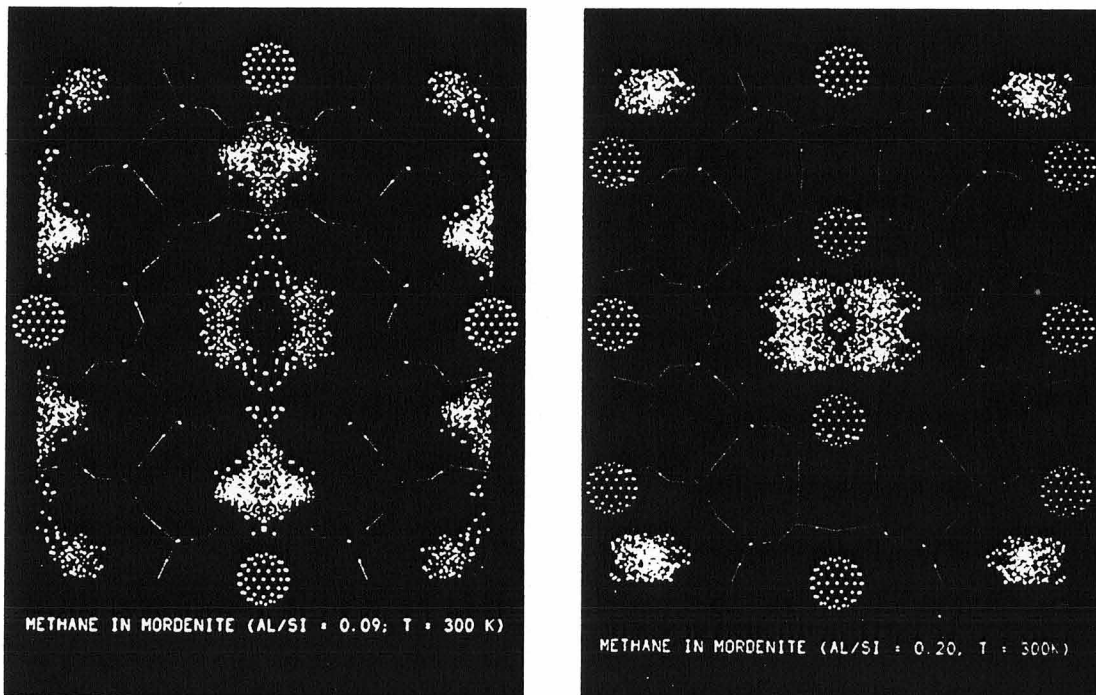 METHANE IN MORDENITE (AL/SI = 0.09; T = 300 K)
METHANE IN MORDENITE (AL/SI = 0.20, T = 300K)